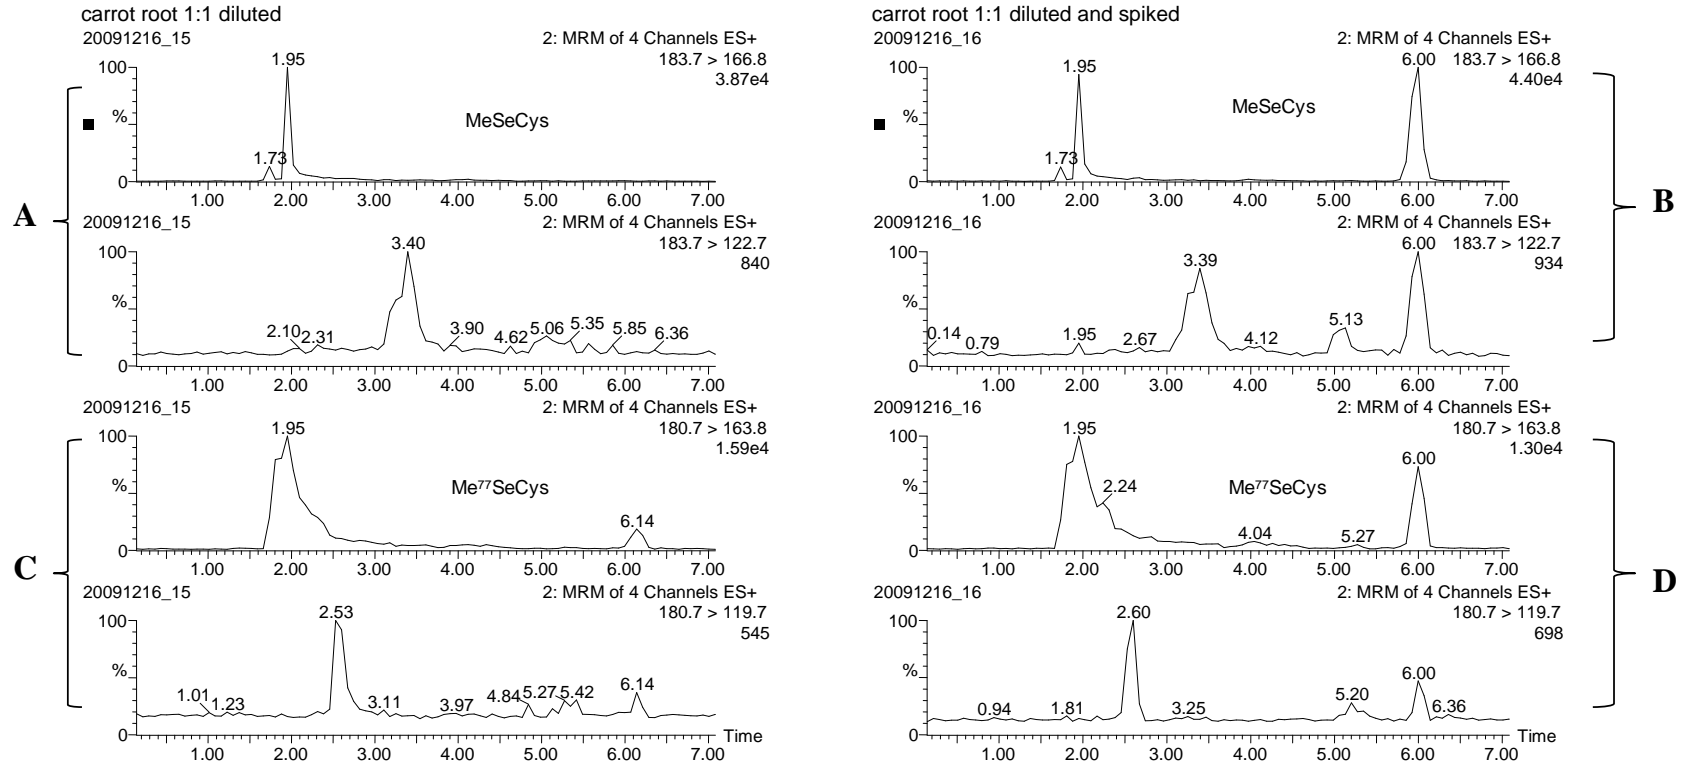 carrot root 1:1 diluted
20091216_15
2: MRM of 4 Channels ES+
183.7 > 166.8
3.87e4
100
%
0
1.73
1.95
MeSeCys
1.00 2.00 3.00 4.00 5.00 6.00 7.00
A
20091216_15
2: MRM of 4 Channels ES+
183.7 > 122.7
840
100
%
0
2.10 2.31 3.40 3.90 4.62 5.06 5.35 5.85 6.36
1.00 2.00 3.00 4.00 5.00 6.00 7.00
20091216_15
2: MRM of 4 Channels ES+
180.7 > 163.8
1.59e4
100
%
0
1.95
Me⁷⁷SeCys
6.14
1.00 2.00 3.00 4.00 5.00 6.00 7.00
C
20091216_15
2: MRM of 4 Channels ES+
180.7 > 119.7
545
100
%
0
1.01 1.23 2.53 3.11 3.97 4.84 5.27 5.42 6.14
Time
1.00 2.00 3.00 4.00 5.00 6.00 7.00
carrot root 1:1 diluted and spiked
20091216_16
2: MRM of 4 Channels ES+
183.7 > 166.8
4.40e4
100
%
0
1.73
1.95
MeSeCys
6.00
1.00 2.00 3.00 4.00 5.00 6.00 7.00
B
20091216_16
2: MRM of 4 Channels ES+
183.7 > 122.7
934
100
%
0
0.14 0.79 1.95 2.67 3.39 4.12 5.13 6.00
1.00 2.00 3.00 4.00 5.00 6.00 7.00
20091216_16
2: MRM of 4 Channels ES+
180.7 > 163.8
1.30e4
100
%
0
1.95 2.24 4.04 5.27 6.00
Me⁷⁷SeCys
1.00 2.00 3.00 4.00 5.00 6.00 7.00
D
20091216_16
2: MRM of 4 Channels ES+
180.7 > 119.7
698
100
%
0
0.94 1.81 2.60 3.25 5.20 6.00 6.36
Time
1.00 2.00 3.00 4.00 5.00 6.00 7.00